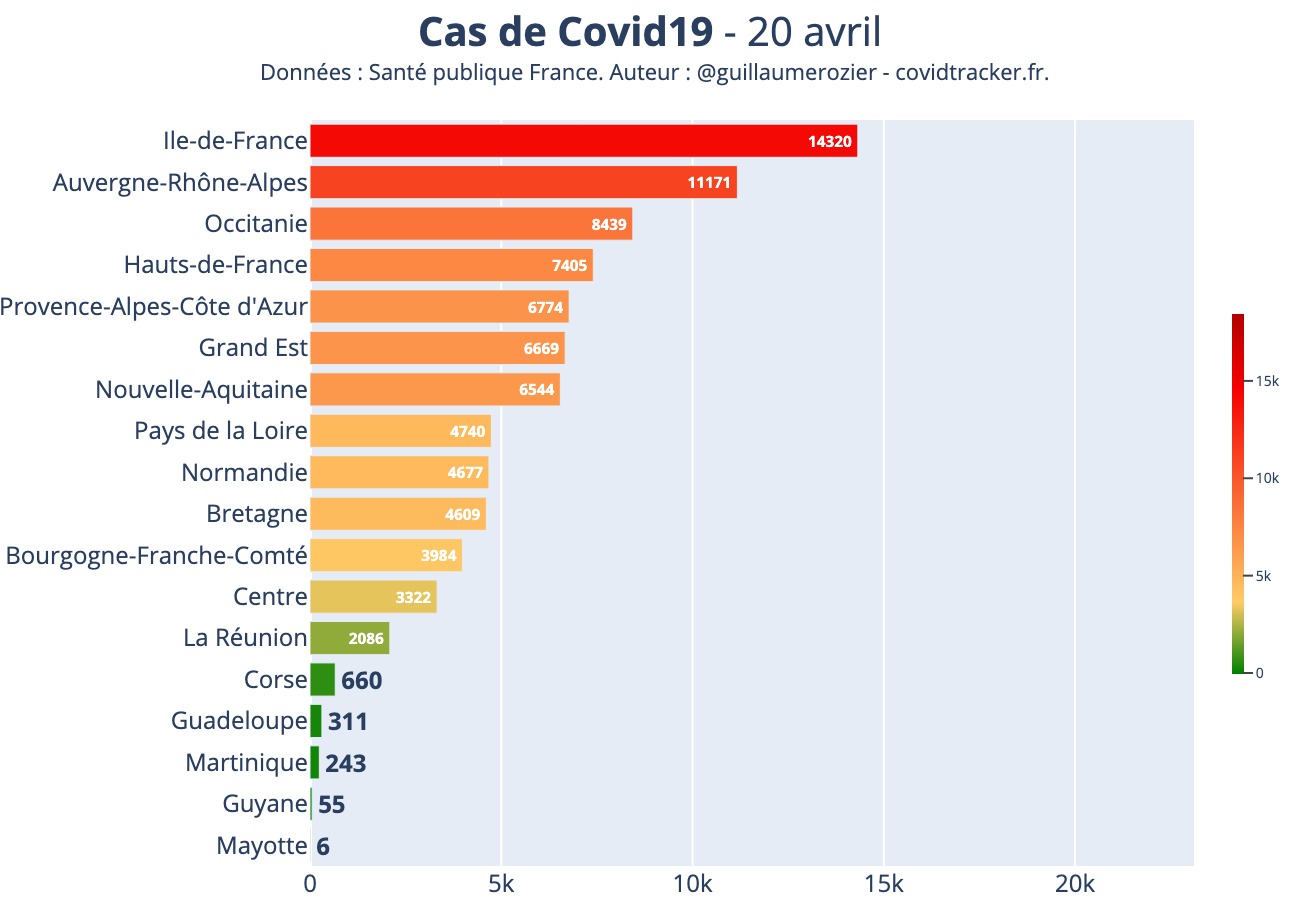 Cas de Covid19 - 20 avril
Données : Santé publique France. Auteur : @guillaumerozier - covidtracker.fr.
Ile-de-France 14320
Auvergne-Rhône-Alpes 11171
Occitanie 8439
Hauts-de-France 7405
Provence-Alpes-Côte d'Azur 6774
Grand Est 6669
Nouvelle-Aquitaine 6544
Pays de la Loire 4740
Normandie 4677
Bretagne 4609
Bourgogne-Franche-Comté 3984
Centre 3322
La Réunion 2086
Corse 660
Guadeloupe 311
Martinique 243
Guyane 55
Mayotte 6
0 5k 10k 15k 20k
15k
10k
5k
0